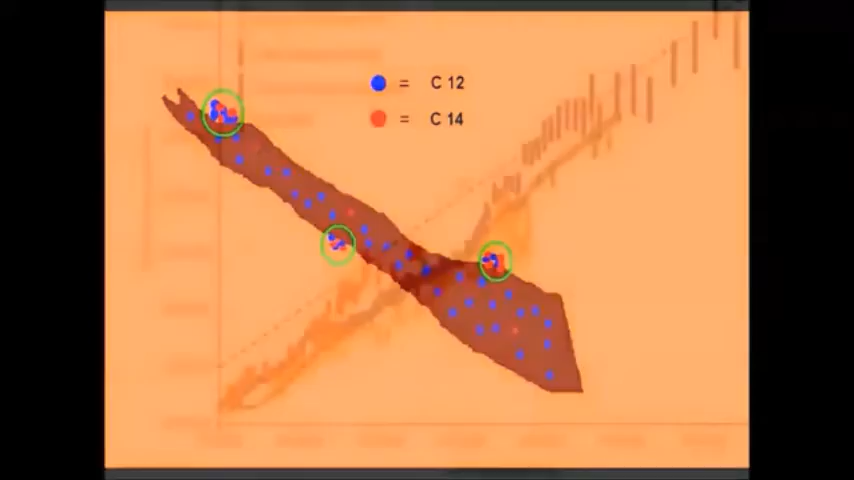 = C 12
= C 14